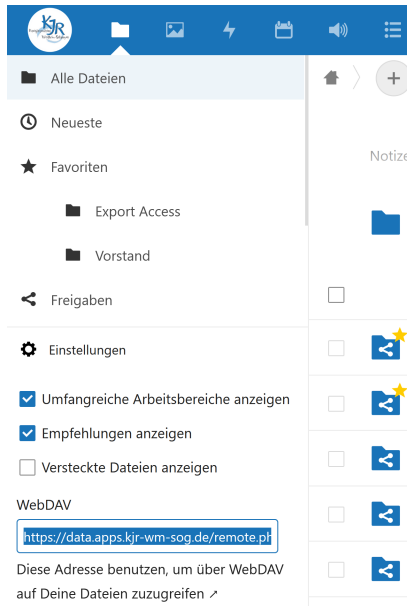 KJR
Alle Dateien
Neueste
Notize
Favoriten
Export Access
Vorstand
Freigaben
Einstellungen
Umfangreiche Arbeitsbereiche anzeigen
Empfehlungen anzeigen
Versteckte Dateien anzeigen
WebDAV
https://data.apps.kjr-wm-sog.de/remote.ph
Diese Adresse benutzen, um über WebDAV
auf Deine Dateien zuzugreifen ↗